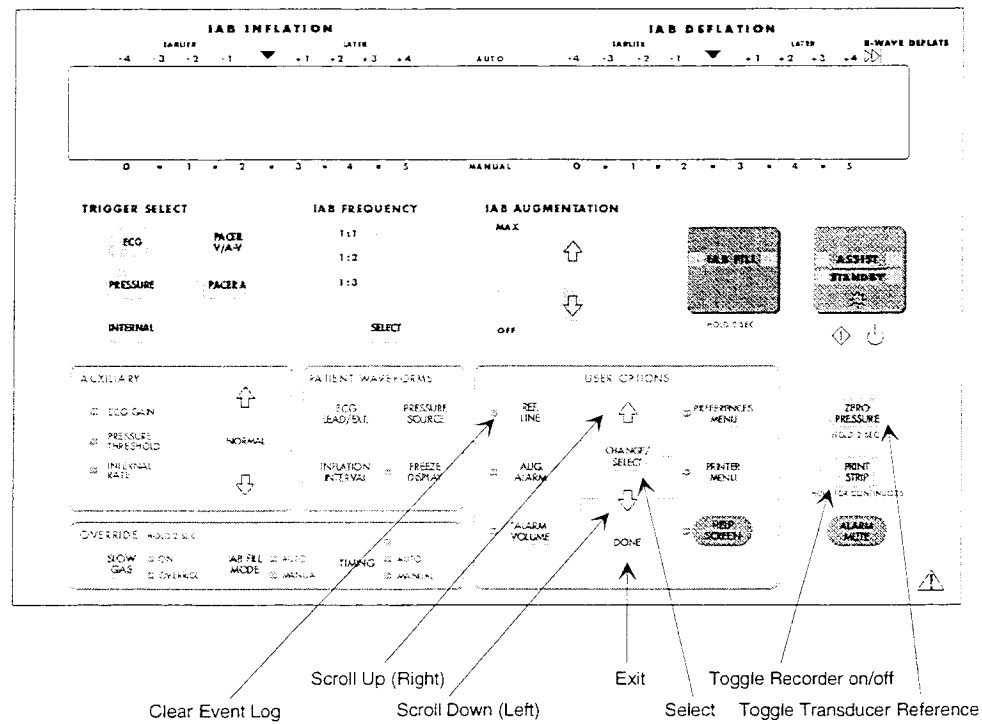 IAB INFLATION IAB DEFLATION
EARLIER LATER EARLIER LATER R-WAVE DEFLATE
-4 -3 -2 -1 +1 +2 +3 +4 AUTO -4 -3 -2 -1 +1 +2 +3 +4
0 • 1 • 2 • 3 • 4 • 5 MANUAL 0 • 1 • 2 • 3 • 4 • 5
TRIGGER SELECT IAB FREQUENCY IAB AUGMENTATION
ECG PACER V/A-V 1:1 MAX
1:2 IAB FILL ASSIST
PRESSURE PACER A 1:3 STANDBY
INTERNAL SELECT OFF HOLD 2 SEC
AUXILIARY PATIENT WAVEFORMS USER OPTIONS
ECG GAIN ECG LEAD/EXT. PRESSURE SOURCE REF. LINE PREFERENCES MENU ZERO PRESSURE
HOLD 2 SEC
PRESSURE THRESHOLD NORMAL CHANGE/ SELECT
INTERNAL RATE INFLATION INTERVAL FREEZE DISPLAY AUG. ALARM PRINTER MENU PRINT STRIP
HOLD FOR CONTINUOUS
OVERRIDE HOLD 2 SEC ALARM VOLUME DONE HELP SCREEN ALARM MUTE
SLOW GAS ON IAB FILL MODE AUTO TIMING AUTO
OVERRIDE MANUAL MANUAL
Scroll Up (Right) Exit Toggle Recorder on/off
Clear Event Log Scroll Down (Left) Select Toggle Transducer Reference